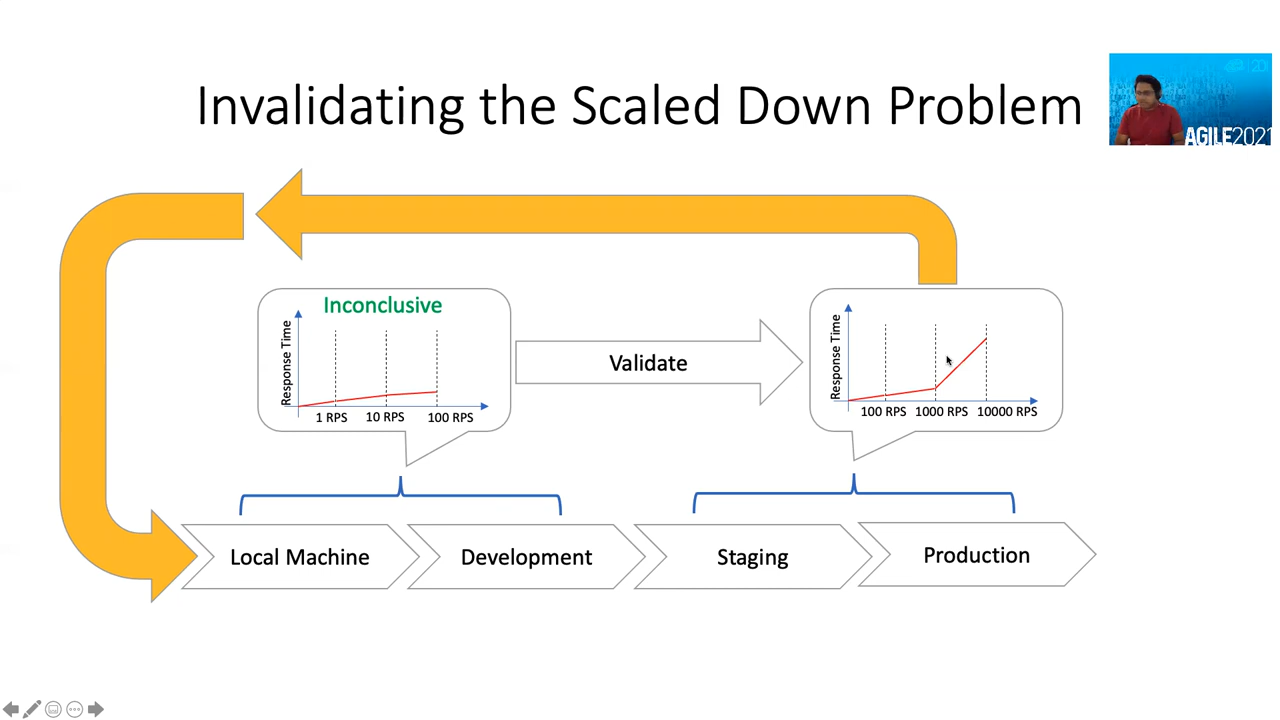 Invalidating the Scaled Down Problem
AGILE2021
Inconclusive
Response Time
1 RPS
10 RPS
100 RPS
Validate
Response Time
100 RPS
1000 RPS
10000 RPS
Local Machine
Development
Staging
Production